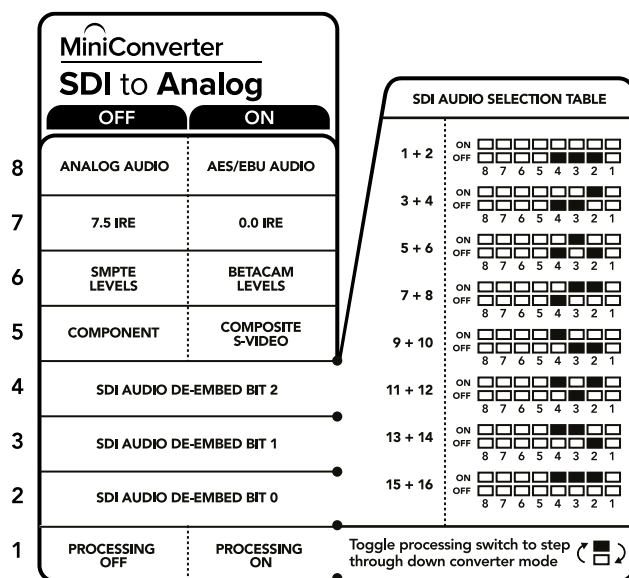 MiniConverter
SDI to Analog
OFF ON
8 ANALOG AUDIO AES/EBU AUDIO
7 7.5 IRE 0.0 IRE
6 SMPTE LEVELS BETACAM LEVELS
5 COMPONENT COMPOSITE S-VIDEO
4 SDI AUDIO DE-EMBED BIT 2
3 SDI AUDIO DE-EMBED BIT 1
2 SDI AUDIO DE-EMBED BIT 0
1 PROCESSING OFF PROCESSING ON
SDI AUDIO SELECTION TABLE
1 + 2
ON
OFF
8 7 6 5 4 3 2 1
3 + 4
ON
OFF
8 7 6 5 4 3 2 1
5 + 6
ON
OFF
8 7 6 5 4 3 2 1
7 + 8
ON
OFF
8 7 6 5 4 3 2 1
9 + 10
ON
OFF
8 7 6 5 4 3 2 1
11 + 12
ON
OFF
8 7 6 5 4 3 2 1
13 + 14
ON
OFF
8 7 6 5 4 3 2 1
15 + 16
ON
OFF
8 7 6 5 4 3 2 1
Toggle processing switch to step
through down converter mode